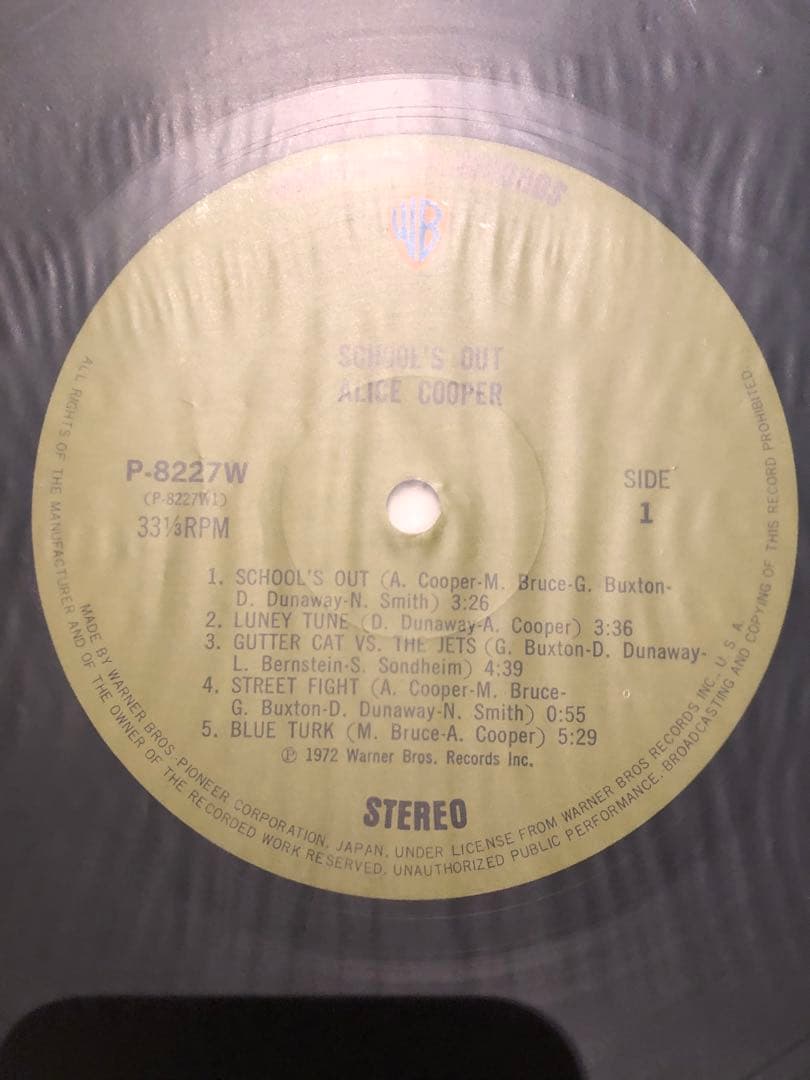 WB
SCHOOL'S OUT
ALICE COOPER
P-8227W
(P-8227W1)
33⅓RPM
SIDE
1
1. SCHOOL'S OUT (A. Cooper-M. Bruce-G. Buxton-
D. Dunaway-N. Smith) 3:26
2. LUNEY TUNE (D. Dunaway-A. Cooper) 3:36
3. GUTTER CAT VS. THE JETS (G. Buxton-D. Dunaway-
L. Bernstein-S. Sondheim) 4:39
4. STREET FIGHT (A. Cooper-M. Bruce-
G. Buxton-D. Dunaway-N. Smith) 0:55
5. BLUE TURK (M. Bruce-A. Cooper) 5:29
Ⓟ 1972 Warner Bros. Records Inc.
STEREO
MADE BY WARNER BROS.-PIONEER CORPORATION, JAPAN, UNDER LICENSE FROM WARNER BROS RECORDS INC., U.S.A.
ALL RIGHTS OF THE MANUFACTURER AND OF THE OWNER OF THE RECORDED WORK RESERVED. UNAUTHORIZED PUBLIC PERFORMANCE, BROADCASTING AND COPYING OF THIS RECORD PROHIBITED.